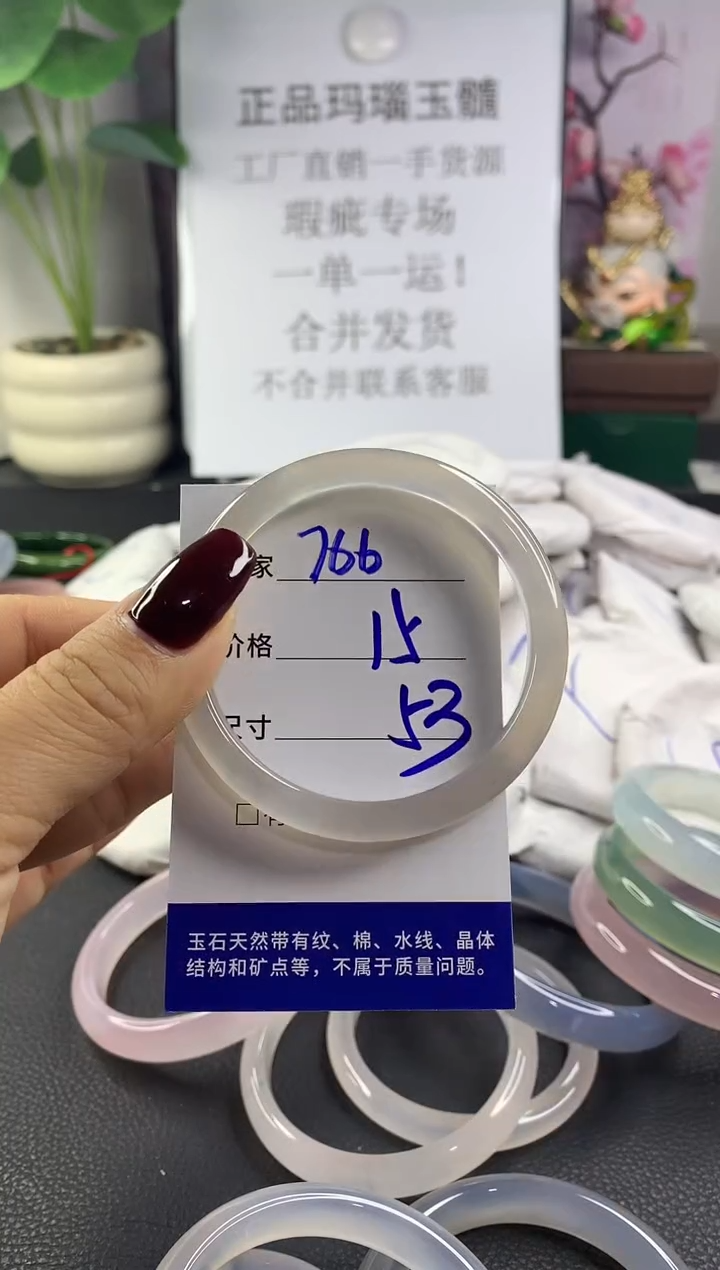 正品玛瑙玉髓
工厂直销一手货源
瑕疵专场
一单一运！
合并发货
不合并联系客服
家 766
价格 15
尺寸 53
玉石天然带有纹、棉、水线、晶体
结构和矿点等，不属于质量问题。